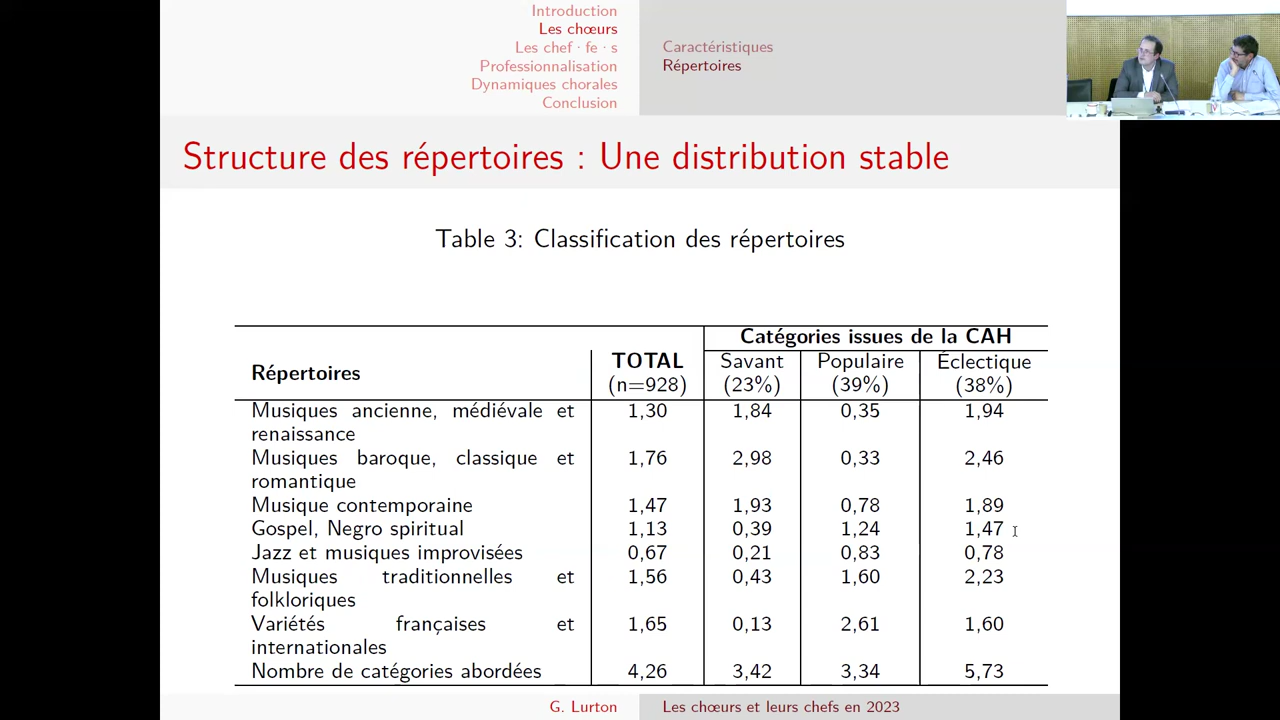 Introduction
Les chœurs
Les chef · fe · s
Professionnalisation
Dynamiques chorales
Conclusion
Caractéristiques
Répertoires
Structure des répertoires : Une distribution stable
Table 3: Classification des répertoires
Catégories issues de la CAH
Répertoires TOTAL Savant Populaire Éclectique
(n=928) (23%) (39%) (38%)
Musiques ancienne, médiévale et 1,30 1,84 0,35 1,94
renaissance
Musiques baroque, classique et 1,76 2,98 0,33 2,46
romantique
Musique contemporaine 1,47 1,93 0,78 1,89
Gospel, Negro spiritual 1,13 0,39 1,24 1,47
Jazz et musiques improvisées 0,67 0,21 0,83 0,78
Musiques traditionnelles et 1,56 0,43 1,60 2,23
folkloriques
Variétés françaises et 1,65 0,13 2,61 1,60
internationales
Nombre de catégories abordées 4,26 3,42 3,34 5,73
G. Lurton Les chœurs et leurs chefs en 2023